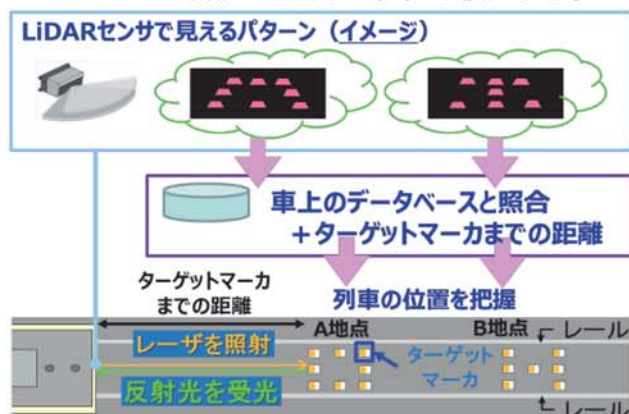 LiDARセンサで見えるパターン（イメージ）
車上のデータベースと照合
＋ターゲットマーカまでの距離
ターゲットマーカ
までの距離
列車の位置を把握
A地点
B地点
レール
レーザを照射
ターゲット
マーカ
反射光を受光
レール